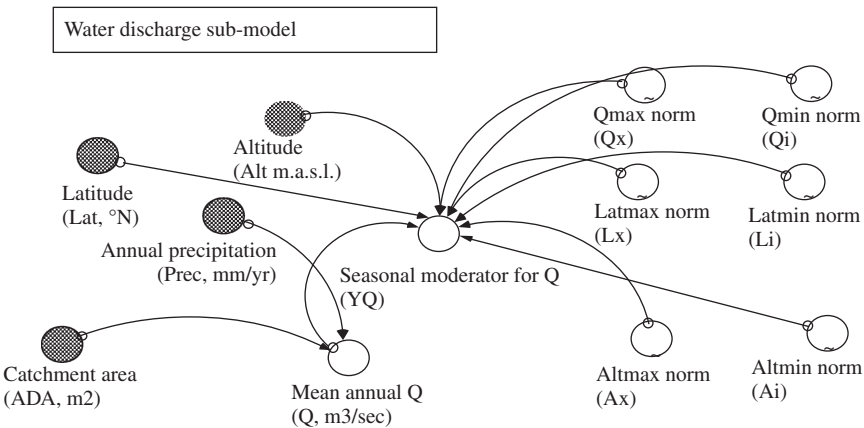 Water discharge sub-model
Altitude
(Alt m.a.s.l.)
Qmax norm
(Qx)
Qmin norm
(Qi)
Latitude
(Lat, °N)
Latmax norm
(Lx)
Latmin norm
(Li)
Annual precipitation
(Prec, mm/yr)
Seasonal moderator for Q
(YQ)
Catchment area
(ADA, m2)
Mean annual Q
(Q, m3/sec)
Altmax norm
(Ax)
Altmin norm
(Ai)